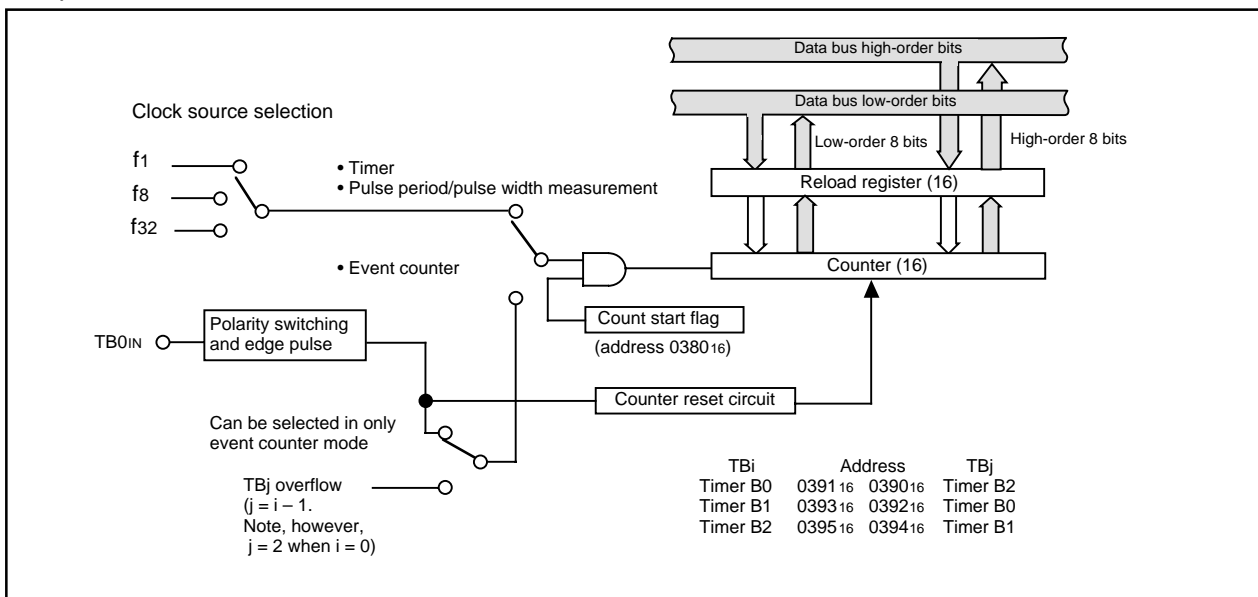 Data bus high-order bits
Data bus low-order bits
Clock source selection
Low-order 8 bits
High-order 8 bits
f1
• Timer
• Pulse period/pulse width measurement
Reload register (16)
f8
f32
• Event counter
Counter (16)
Polarity switching
and edge pulse
TB0IN
Count start flag
(address 038016)
Counter reset circuit
Can be selected in only
event counter mode
TBj overflow
(j = i – 1.
Note, however,
j = 2 when i = 0)
TBi Address TBj
Timer B0 039116 039016 Timer B2
Timer B1 039316 039216 Timer B0
Timer B2 039516 039416 Timer B1